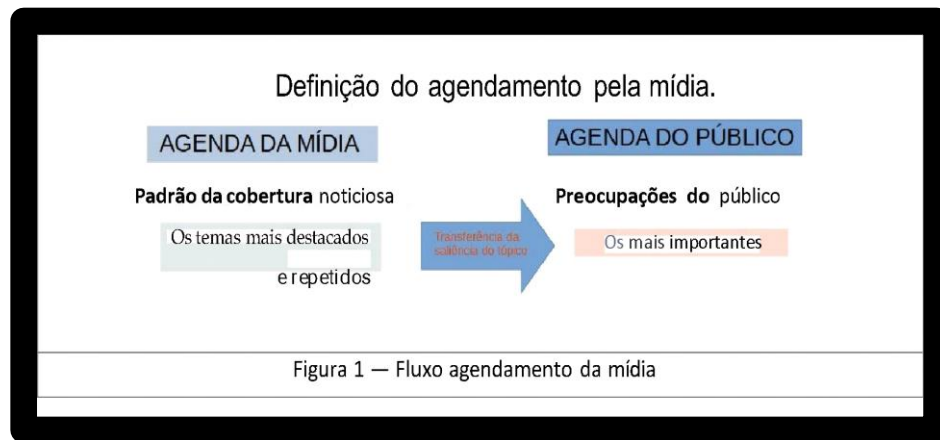 Definição do agendamento pela mídia.
AGENDA DA MÍDIA
AGENDA DO PÚBLICO
Padrão da cobertura noticiosa
Preocupações do público
Os temas mais destacados
e repetidos
Transferência da
saliência do tópico
Os mais importantes
Figura 1 — Fluxo agendamento da mídia